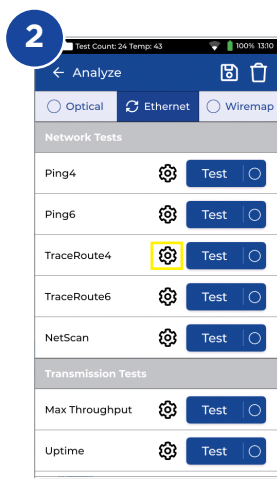 2
Test Count: 24 Temp: 43 100% 13:10
Analyze
Optical Ethernet Wiremap
Network Tests
Ping4 Test
Ping6 Test
TraceRoute4 Test
TraceRoute6 Test
NetScan Test
Transmission Tests
Max Throughput Test
Uptime Test